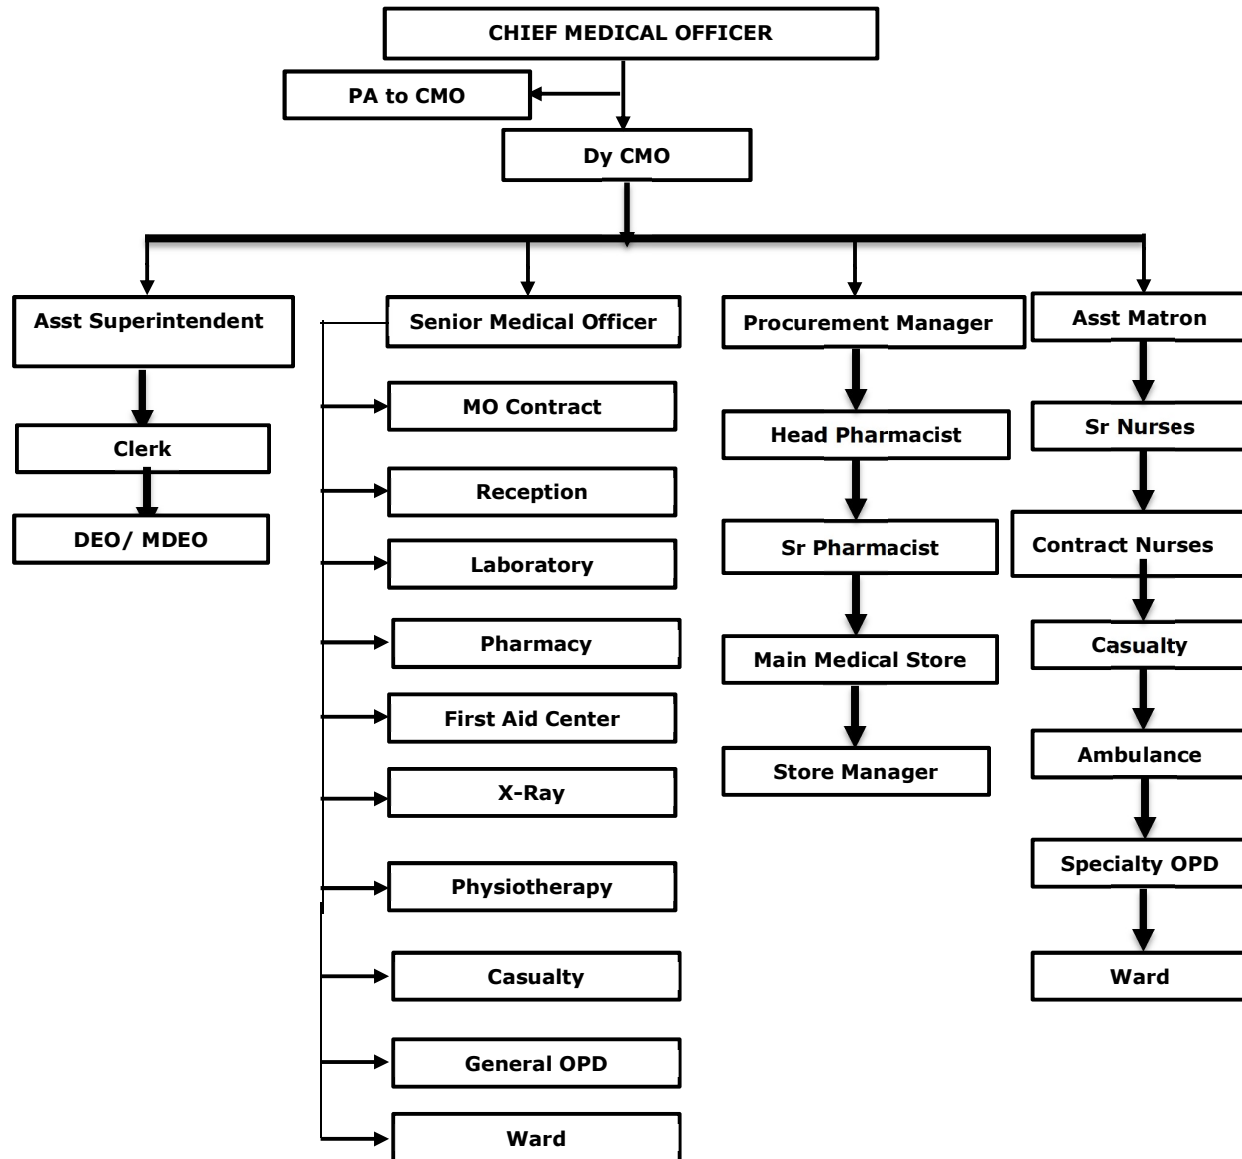 CHIEF MEDICAL OFFICER
PA to CMO
Dy CMO
Asst Superintendent
Clerk
DEO/ MDEO
Senior Medical Officer
MO Contract
Reception
Laboratory
Pharmacy
First Aid Center
X-Ray
Physiotherapy
Casualty
General OPD
Ward
Procurement Manager
Head Pharmacist
Sr Pharmacist
Main Medical Store
Store Manager
Asst Matron
Sr Nurses
Contract Nurses
Casualty
Ambulance
Specialty OPD
Ward